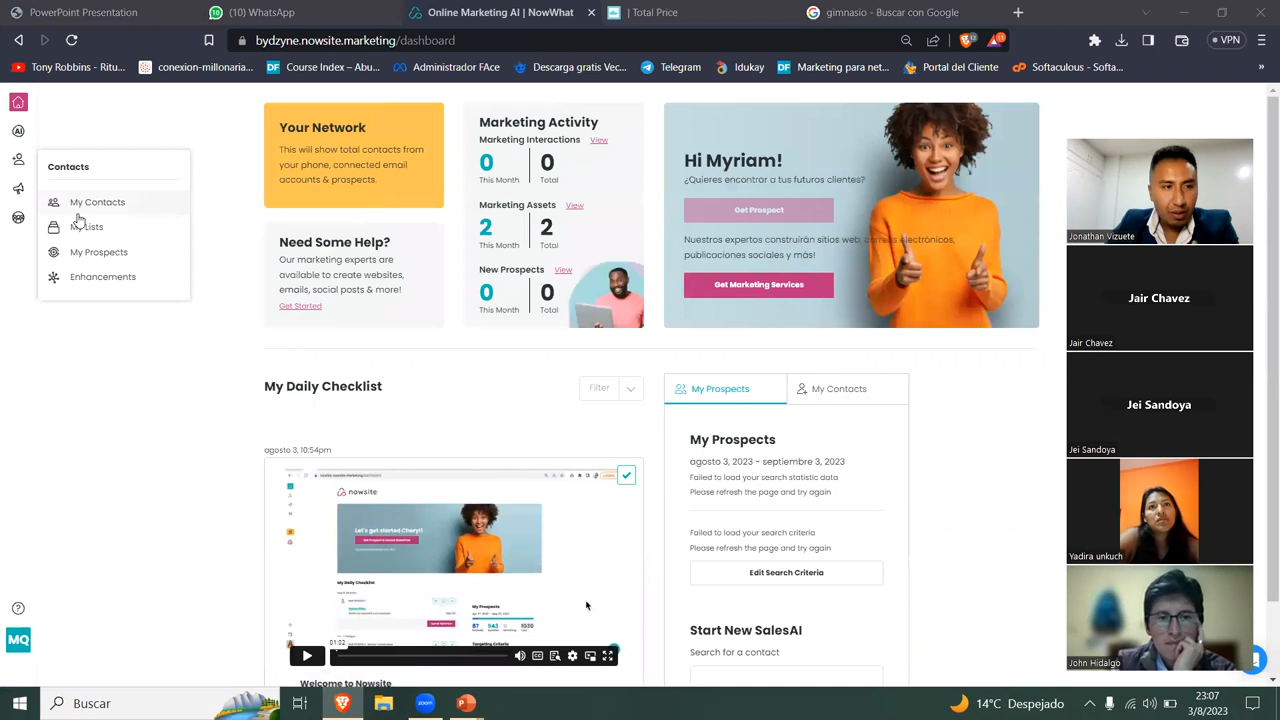 Presentación Virtu
(10) WhatsApp
Online Marketing AI | NowWhat
| Total Price
gimnasio - Buscar con Google
bydzyne.nowsite.marketing/dashboard
VPN
Tony Robbins - Ritu...
conexion-millonaria...
Course Index – Abu...
Administrador FAce
Descarga gratis Vec...
Telegram
Idukay
Marketing para net...
Portal del Cliente
Softaculous - Softac...
AI
Contacts
My Contacts
My Lists
My Prospects
Enhancements
Your Network
This will show total contacts from
your phone, connected email
accounts & prospects.
Need Some Help?
Our marketing experts are
available to create websites,
emails, social posts & more!
Get Started
Marketing Activity
Marketing Interactions View
0 0
This Month Total
Marketing Assets View
2 2
This Month Total
New Prospects View
0 0
This Month Total
Hi Myriam!
¿Quieres encontrar a tus futuros clientes?
Get Prospect
Nuestros expertos construirán sitios web, correos electrónicos,
publicaciones sociales y más!
Get Marketing Services
My Daily Checklist
Filter
agosto 3, 10:54pm
nowsite
Let's get started Cheryl!
My Daily Checklist
My Prospects
01:02
Welcome to Nowsite
My Prospects
My Contacts
My Prospects
agosto 3, 2023 - septiembre 3, 2023
Failed to load your search statistic data
Please refresh the page and try again
Failed to load your search criteria
Please refresh the page and try again
Edit Search Criteria
Start New SalesAI
Search for a contact
MQ
Jonathan Vizuete
Jair Chavez
Jair Chavez
Jei Sandoya
Jei Sandoya
Yadira unkuch
John Hidalgo
Buscar
14°C Despejado
23:07
3/8/2023